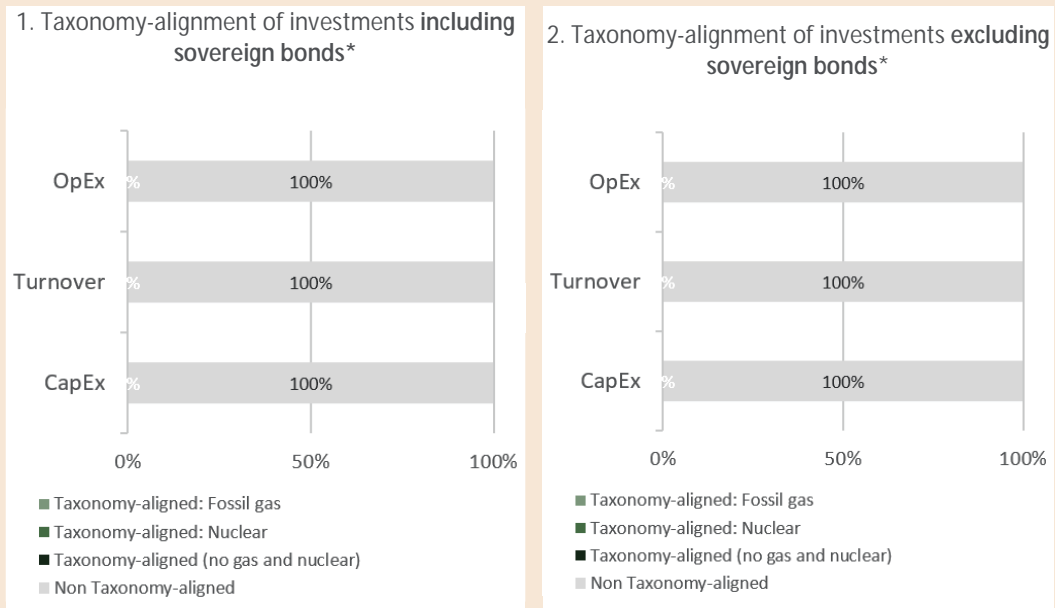 1. Taxonomy-alignment of investments including
sovereign bonds*
OpEx
%
100%
Turnover
%
100%
CapEx
%
100%
0%
50%
100%
Taxonomy-aligned: Fossil gas
Taxonomy-aligned: Nuclear
Taxonomy-aligned (no gas and nuclear)
Non Taxonomy-aligned
2. Taxonomy-alignment of investments excluding
sovereign bonds*
OpEx
%
100%
Turnover
%
100%
CapEx
%
100%
0%
50%
100%
Taxonomy-aligned: Fossil gas
Taxonomy-aligned: Nuclear
Taxonomy-aligned (no gas and nuclear)
Non Taxonomy-aligned